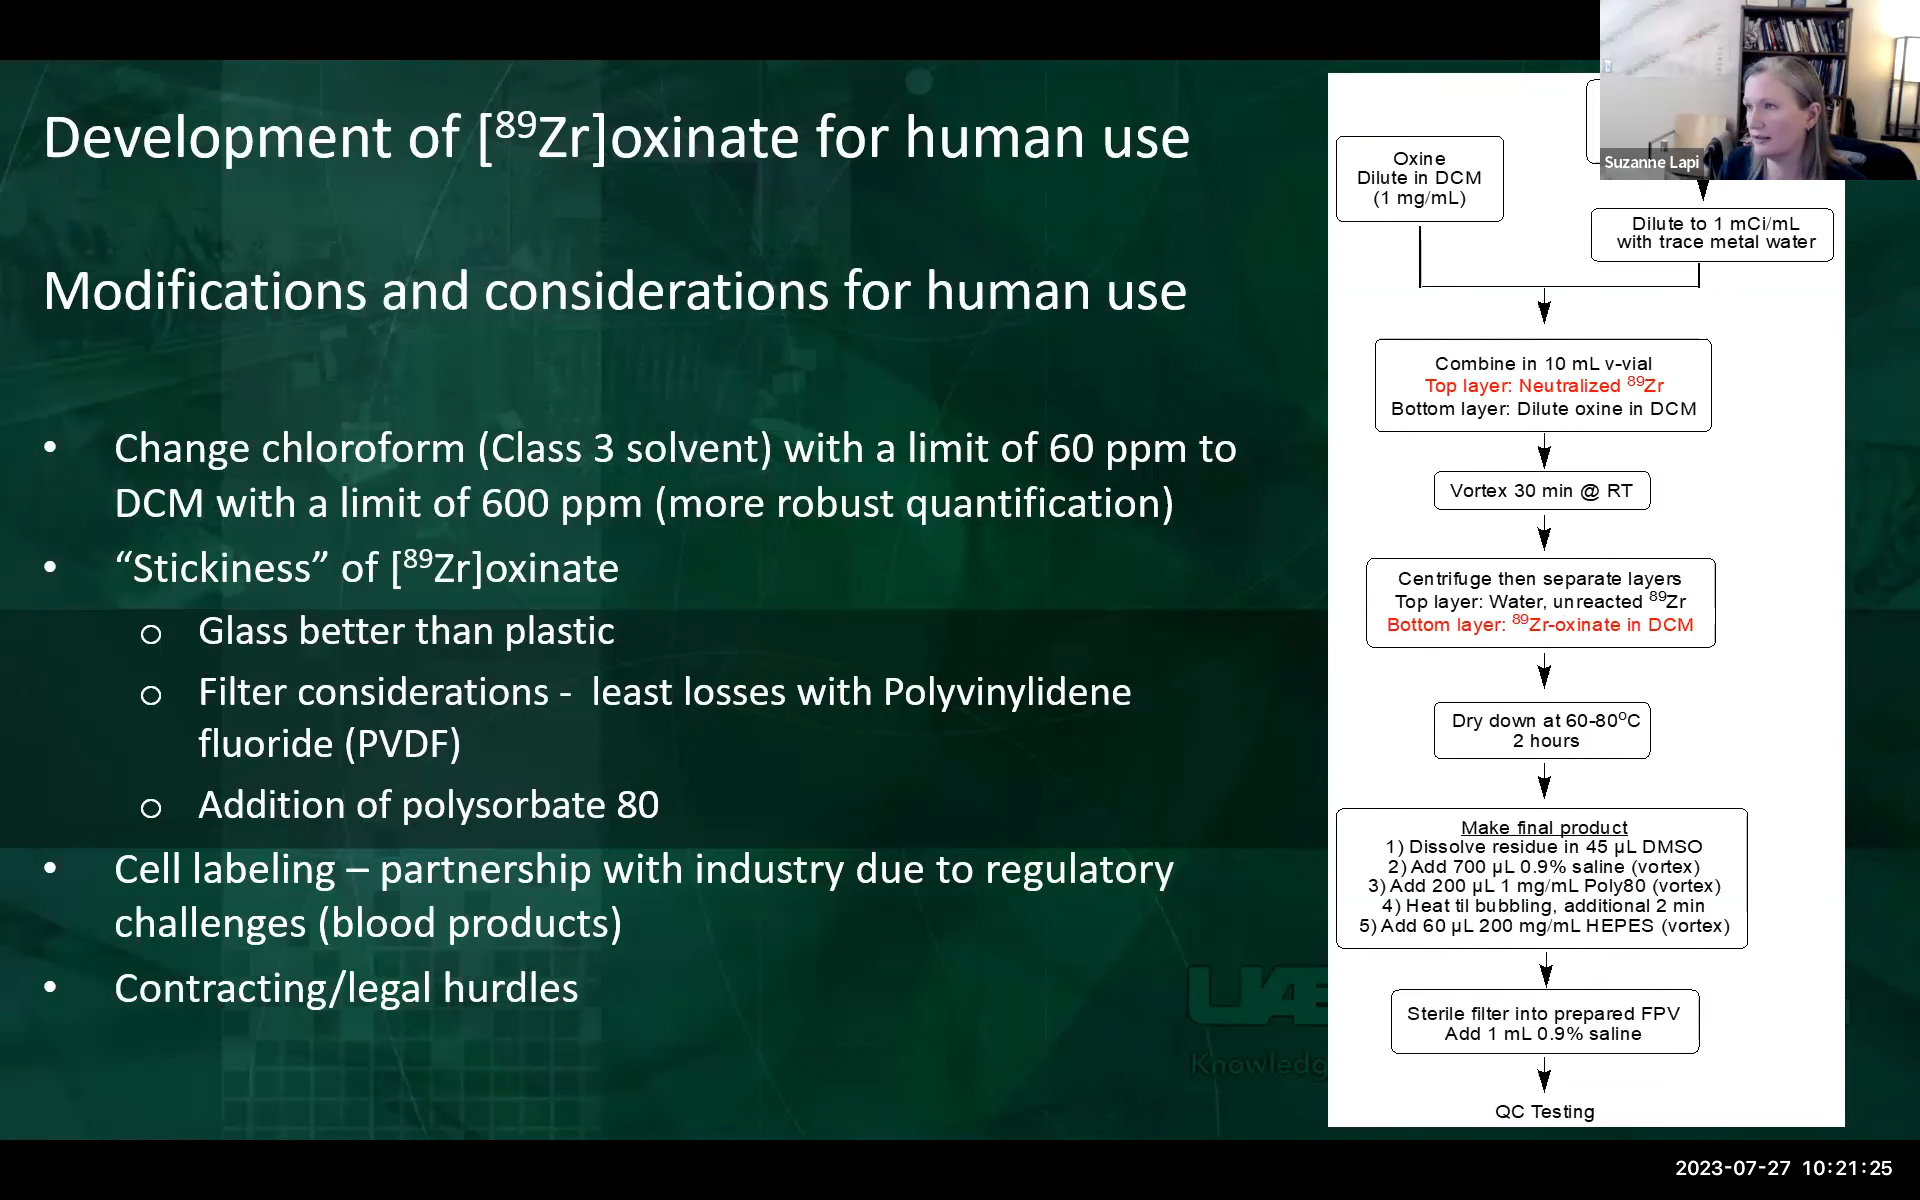 Development of [89Zr]oxinate for human use
Modifications and considerations for human use
• Change chloroform (Class 3 solvent) with a limit of 60 ppm to
DCM with a limit of 600 ppm (more robust quantification)
• “Stickiness” of [89Zr]oxinate
o Glass better than plastic
o Filter considerations - least losses with Polyvinylidene
fluoride (PVDF)
o Addition of polysorbate 80
• Cell labeling – partnership with industry due to regulatory
challenges (blood products)
• Contracting/legal hurdles
Suzanne Lapi
Oxine
Dilute in DCM
(1 mg/mL)
Dilute to 1 mCi/mL
with trace metal water
Combine in 10 mL v-vial
Top layer: Neutralized 89Zr
Bottom layer: Dilute oxine in DCM
Vortex 30 min @ RT
Centrifuge then separate layers
Top layer: Water, unreacted 89Zr
Bottom layer: 89Zr-oxinate in DCM
Dry down at 60-80oC
2 hours
Make final product
1) Dissolve residue in 45 µL DMSO
2) Add 700 µL 0.9% saline (vortex)
3) Add 200 µL 1 mg/mL Poly80 (vortex)
4) Heat til bubbling, additional 2 min
5) Add 60 µL 200 mg/mL HEPES (vortex)
Sterile filter into prepared FPV
Add 1 mL 0.9% saline
QC Testing
2023-07-27 10:21:25